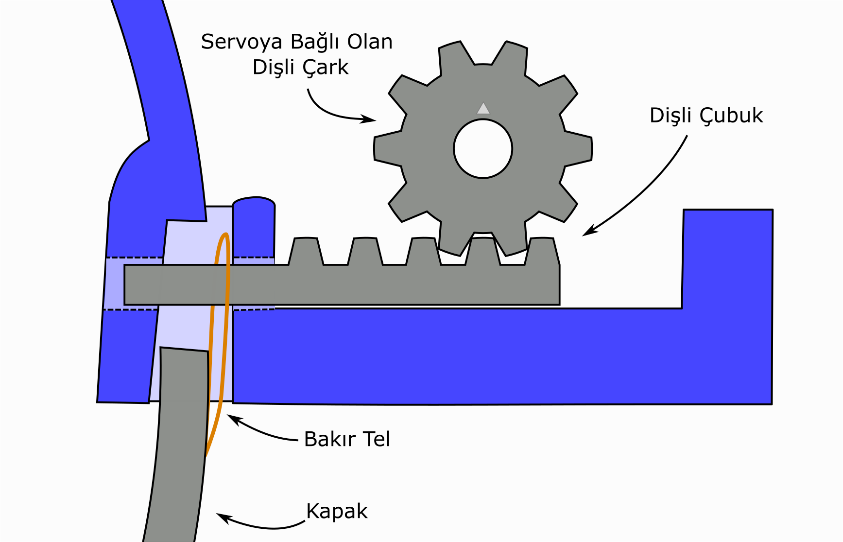 Servoya Bağlı Olan
Dişli Çark
Dişli Çubuk
Bakır Tel
Kapak